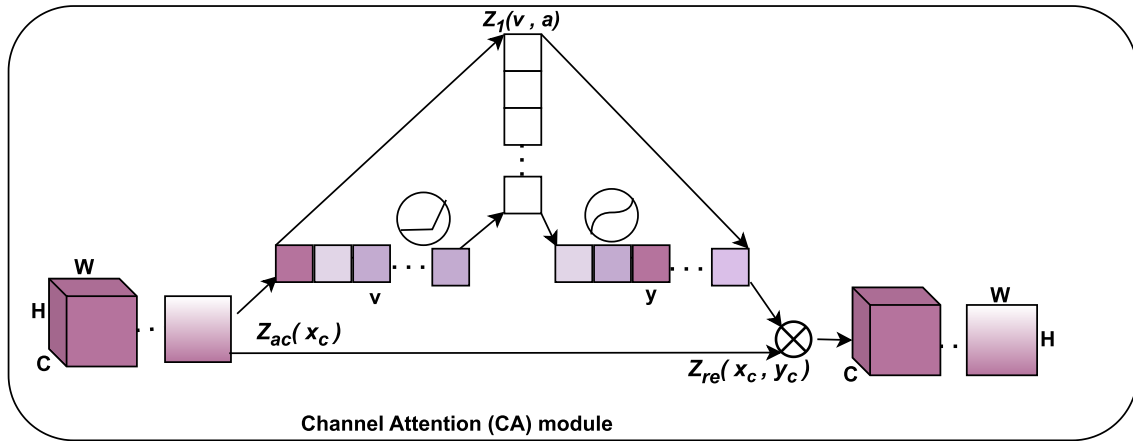 Z1(v, a)
W
H
C
v
Zac(xc)
y
Zre(xc, yc)
W
H
C
Channel Attention (CA) module